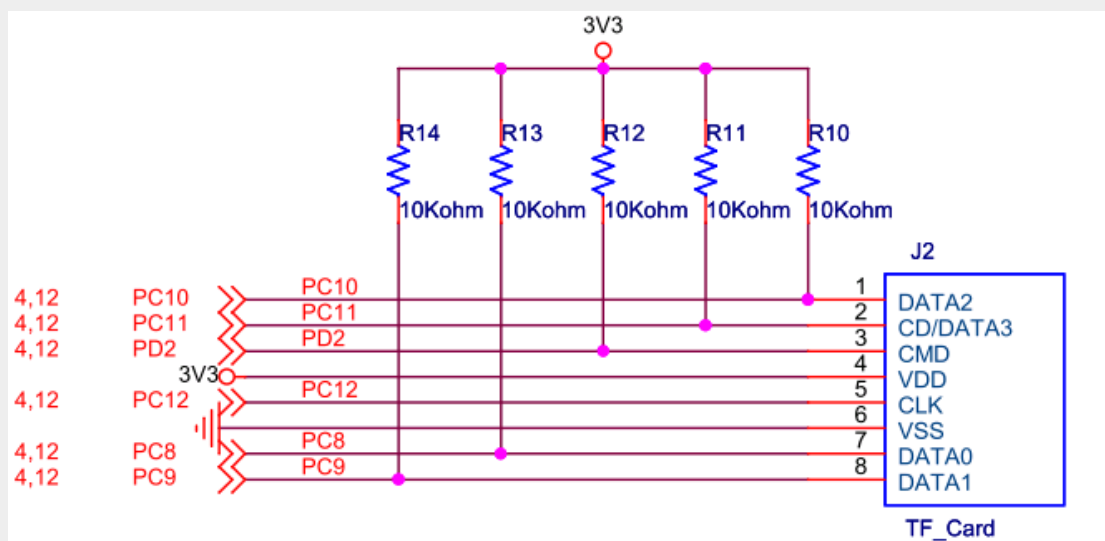 3V3
R14 R13 R12 R11 R10
10Kohm 10Kohm 10Kohm 10Kohm 10Kohm
J2
4,12 PC10 PC10 1 DATA2
4,12 PC11 PC11 2 CD/DATA3
4,12 PD2 PD2 3 CMD
3V3 4 VDD
4,12 PC12 PC12 5 CLK
6 VSS
4,12 PC8 PC8 7 DATA0
4,12 PC9 PC9 8 DATA1
TF_Card